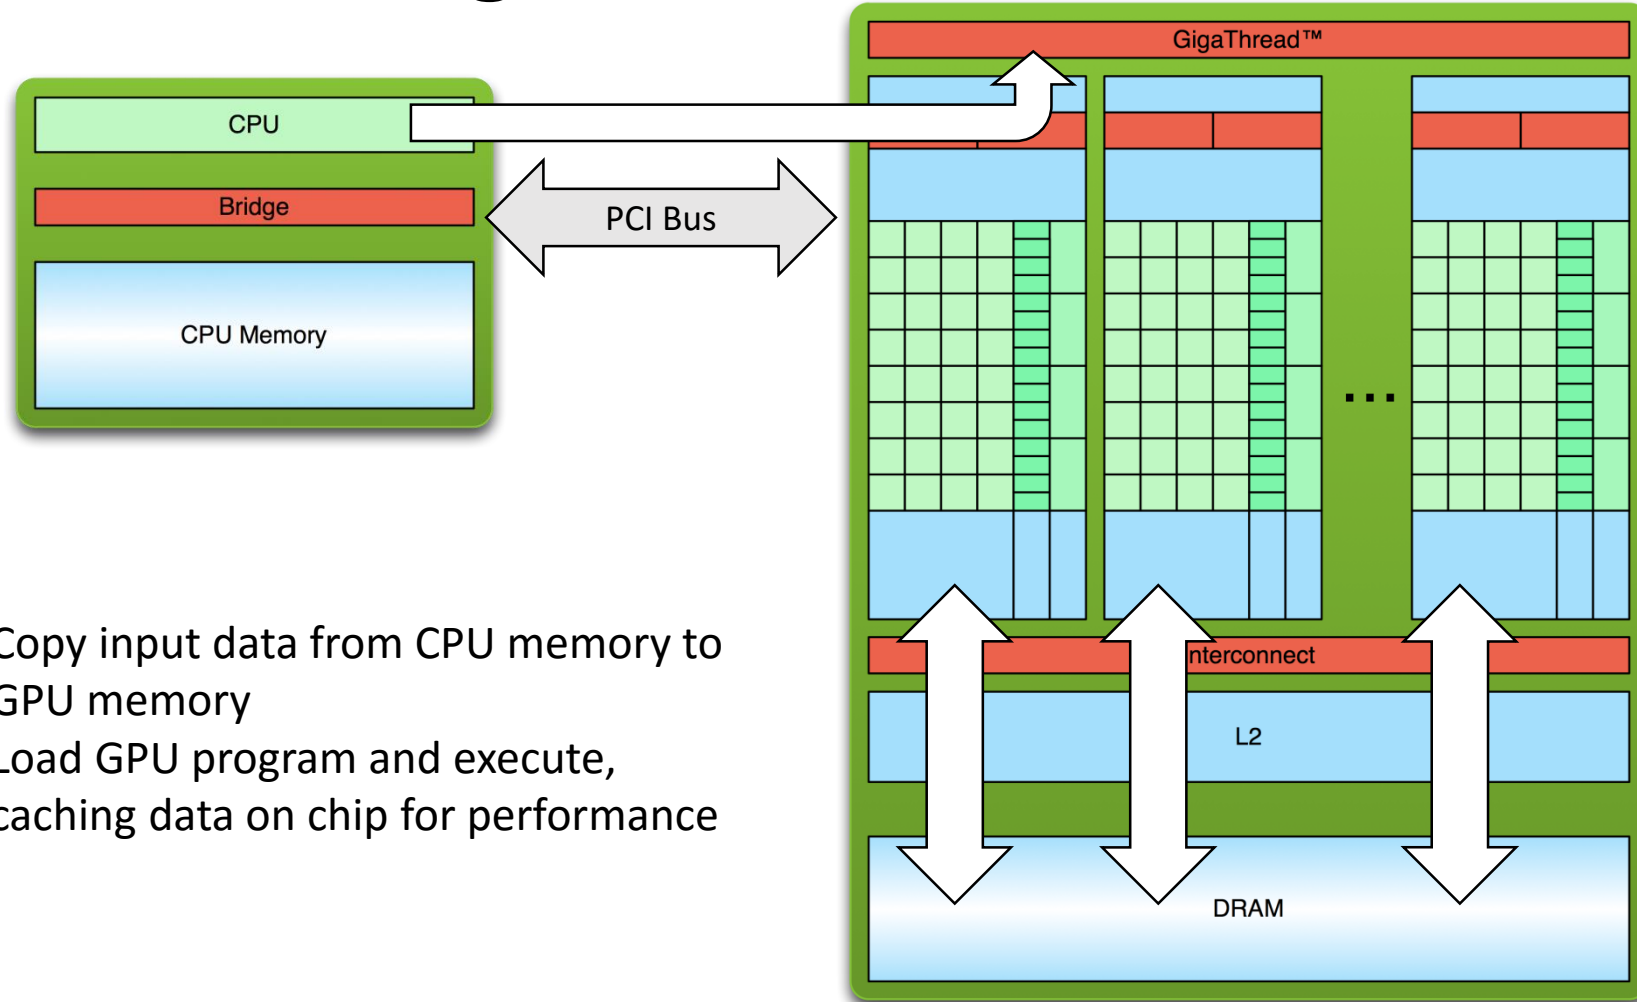 GigaThread™
CPU
Bridge
PCI Bus
CPU Memory
...
Copy input data from CPU memory to
GPU memory
Load GPU program and execute,
caching data on chip for performance
nterconnect
L2
DRAM